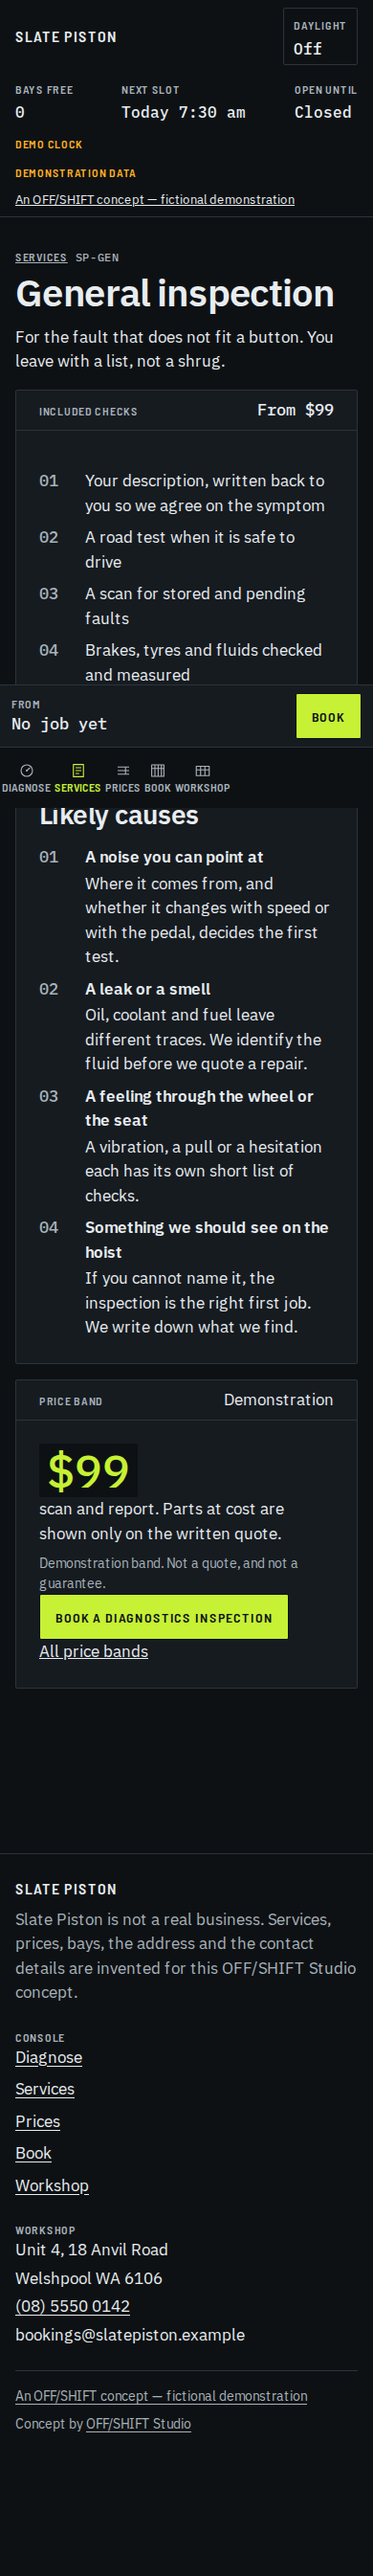 SLATE PISTON
DAYLIGHT
Off
BAYS FREE
0
NEXT SLOT
Today 7:30 am
OPEN UNTIL
Closed
DEMO CLOCK
DEMONSTRATION DATA
An OFF/SHIFT concept — fictional demonstration
SERVICES SP-GEN
General inspection
For the fault that does not fit a button. You
leave with a list, not a shrug.
INCLUDED CHECKS
From $99
01 Your description, written back to
you so we agree on the symptom
02 A road test when it is safe to
drive
03 A scan for stored and pending
faults
04 Brakes, tyres and fluids checked
and measured
FROM
No job yet
BOOK
DIAGNOSE SERVICES PRICES BOOK WORKSHOP
Likely causes
01 A noise you can point at
Where it comes from, and
whether it changes with speed or
with the pedal, decides the first
test.
02 A leak or a smell
Oil, coolant and fuel leave
different traces. We identify the
fluid before we quote a repair.
03 A feeling through the wheel or
the seat
A vibration, a pull or a hesitation
each has its own short list of
checks.
04 Something we should see on the
hoist
If you cannot name it, the
inspection is the right first job.
We write down what we find.
PRICE BAND
Demonstration
$99
scan and report. Parts at cost are
shown only on the written quote.
Demonstration band. Not a quote, and not a
guarantee.
BOOK A DIAGNOSTICS INSPECTION
All price bands
SLATE PISTON
Slate Piston is not a real business. Services,
prices, bays, the address and the contact
details are invented for this OFF/SHIFT Studio
concept.
CONSOLE
Diagnose
Services
Prices
Book
Workshop
WORKSHOP
Unit 4, 18 Anvil Road
Welshpool WA 6106
(08) 5550 0142
bookings@slatepiston.example
An OFF/SHIFT concept — fictional demonstration
Concept by OFF/SHIFT Studio